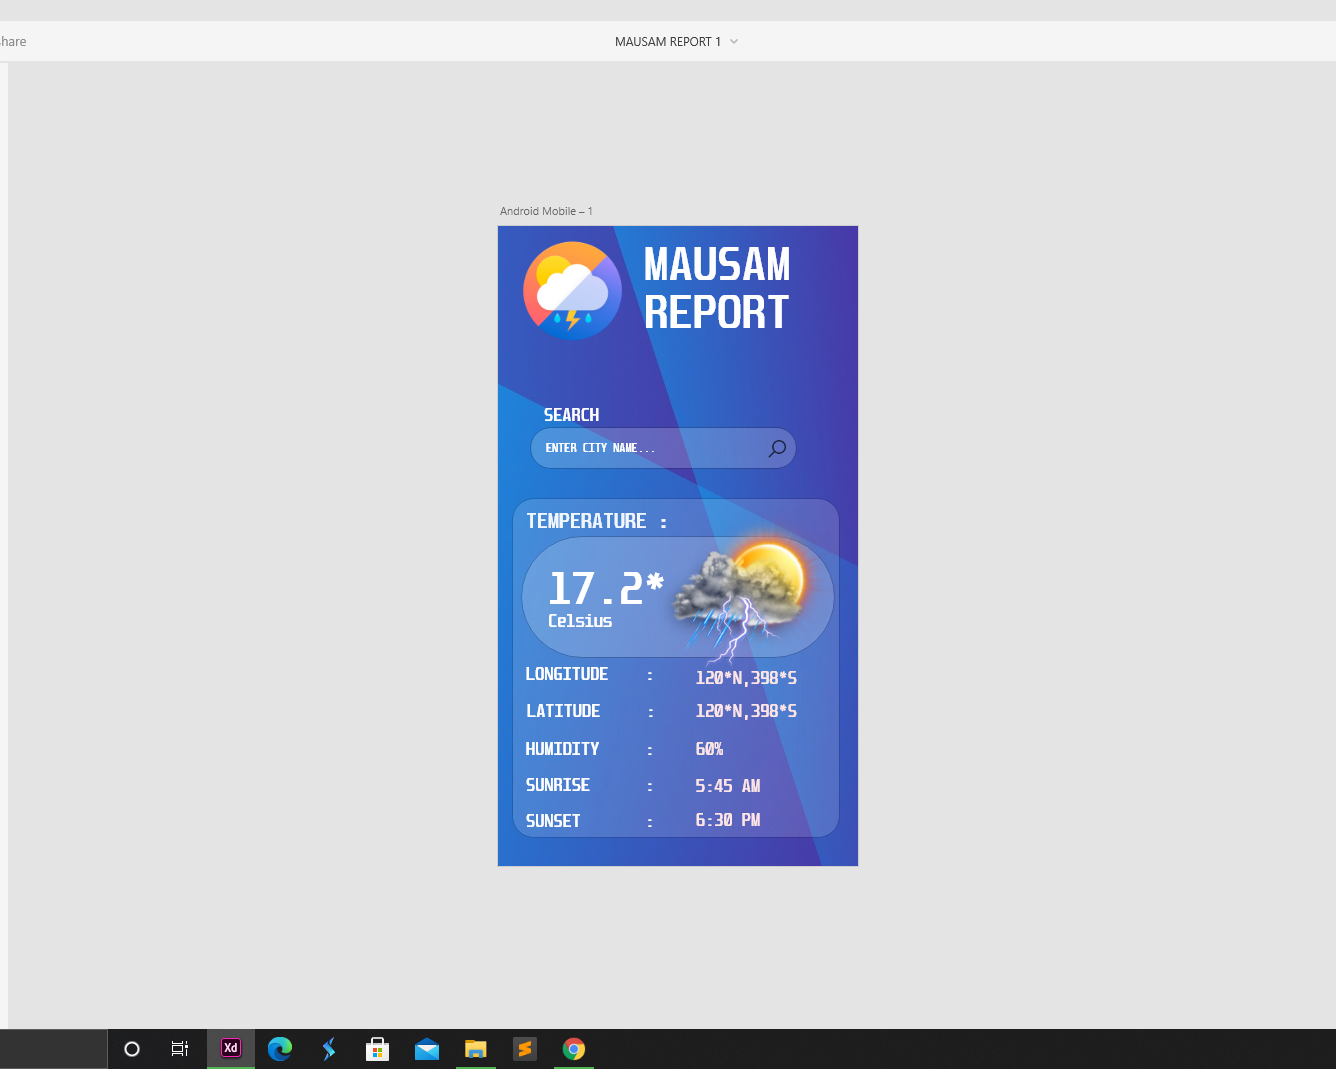 MAUSAM REPORT 1
Android Mobile – 1
MAUSAM
REPORT
SEARCH
ENTER CITY NAME...
TEMPERATURE :
17.2*
Celsius
LONGITUDE : 120*N,398*S
LATITUDE : 120*N,398*S
HUMIDITY : 60%
SUNRISE : 5:45 AM
SUNSET : 6:30 PM
Xd